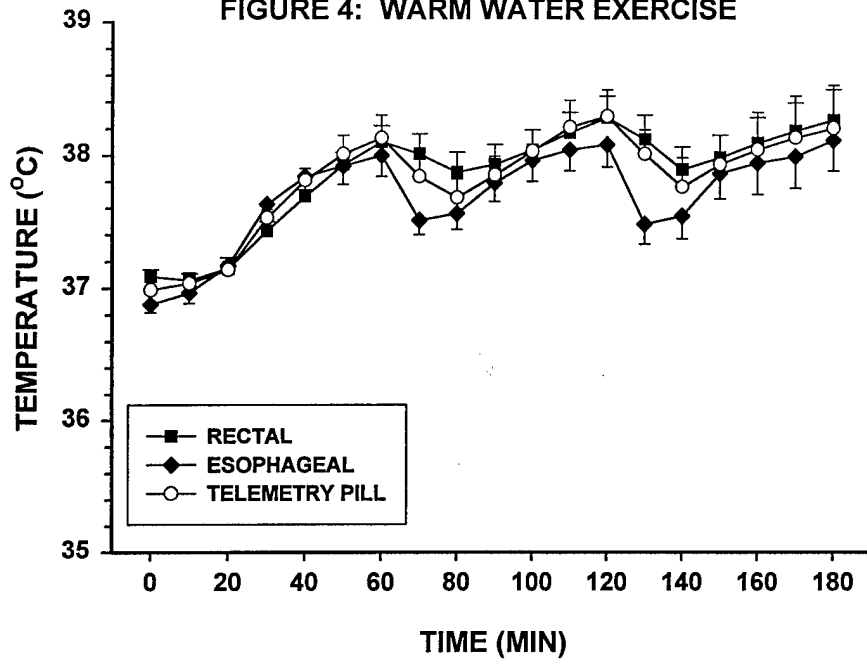 FIGURE 4: WARM WATER EXERCISE
39
38
37
36
35
TEMPERATURE (°C)
RECTAL
ESOPHAGEAL
TELEMETRY PILL
0 20 40 60 80 100 120 140 160 180
TIME (MIN)